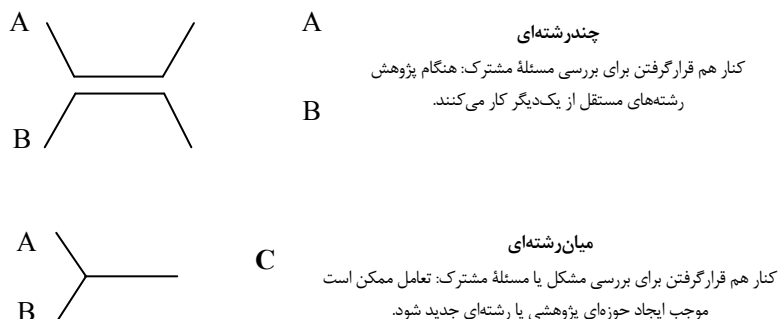 A
A
چندرشته‌ای
کنار هم قرارگرفتن برای بررسی مسئلۀ مشترک: هنگام پژوهش
رشته‌های مستقل از یک‌دیگر کار می‌کنند.
B
B
A
C
میان‌رشته‌ای
کنار هم قرارگرفتن برای بررسی مشکل یا مسئلۀ مشترک: تعامل ممکن است
موجب ایجاد حوزه‌ای پژوهشی یا رشته‌ای جدید شود.
B